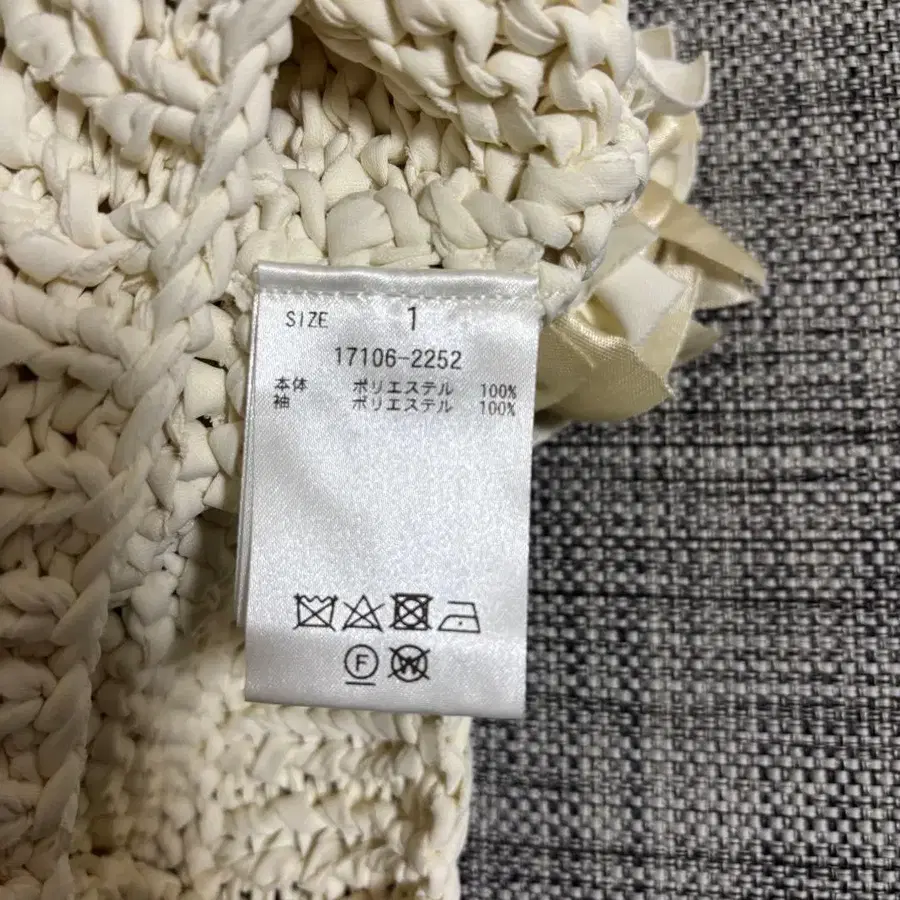 SIZE 1
17106-2252
本体 ポリエステル 100%
袖 ポリエステル 100%
F W